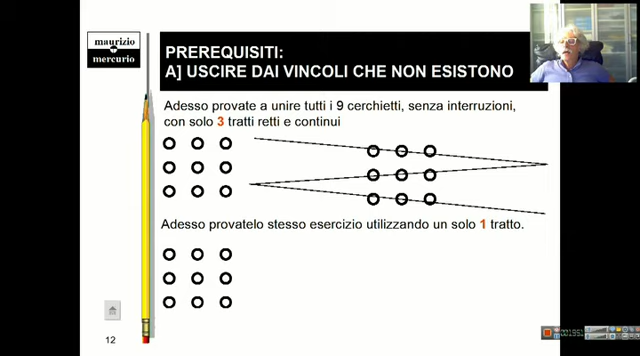 maurizio
mercurio
PREREQUISITI:
A] USCIRE DAI VINCOLI CHE NON ESISTONO
Adesso provate a unire tutti i 9 cerchietti, senza interruzioni,
con solo 3 tratti retti e continui
Adesso provatelo stesso esercizio utilizzando un solo 1 tratto.
12